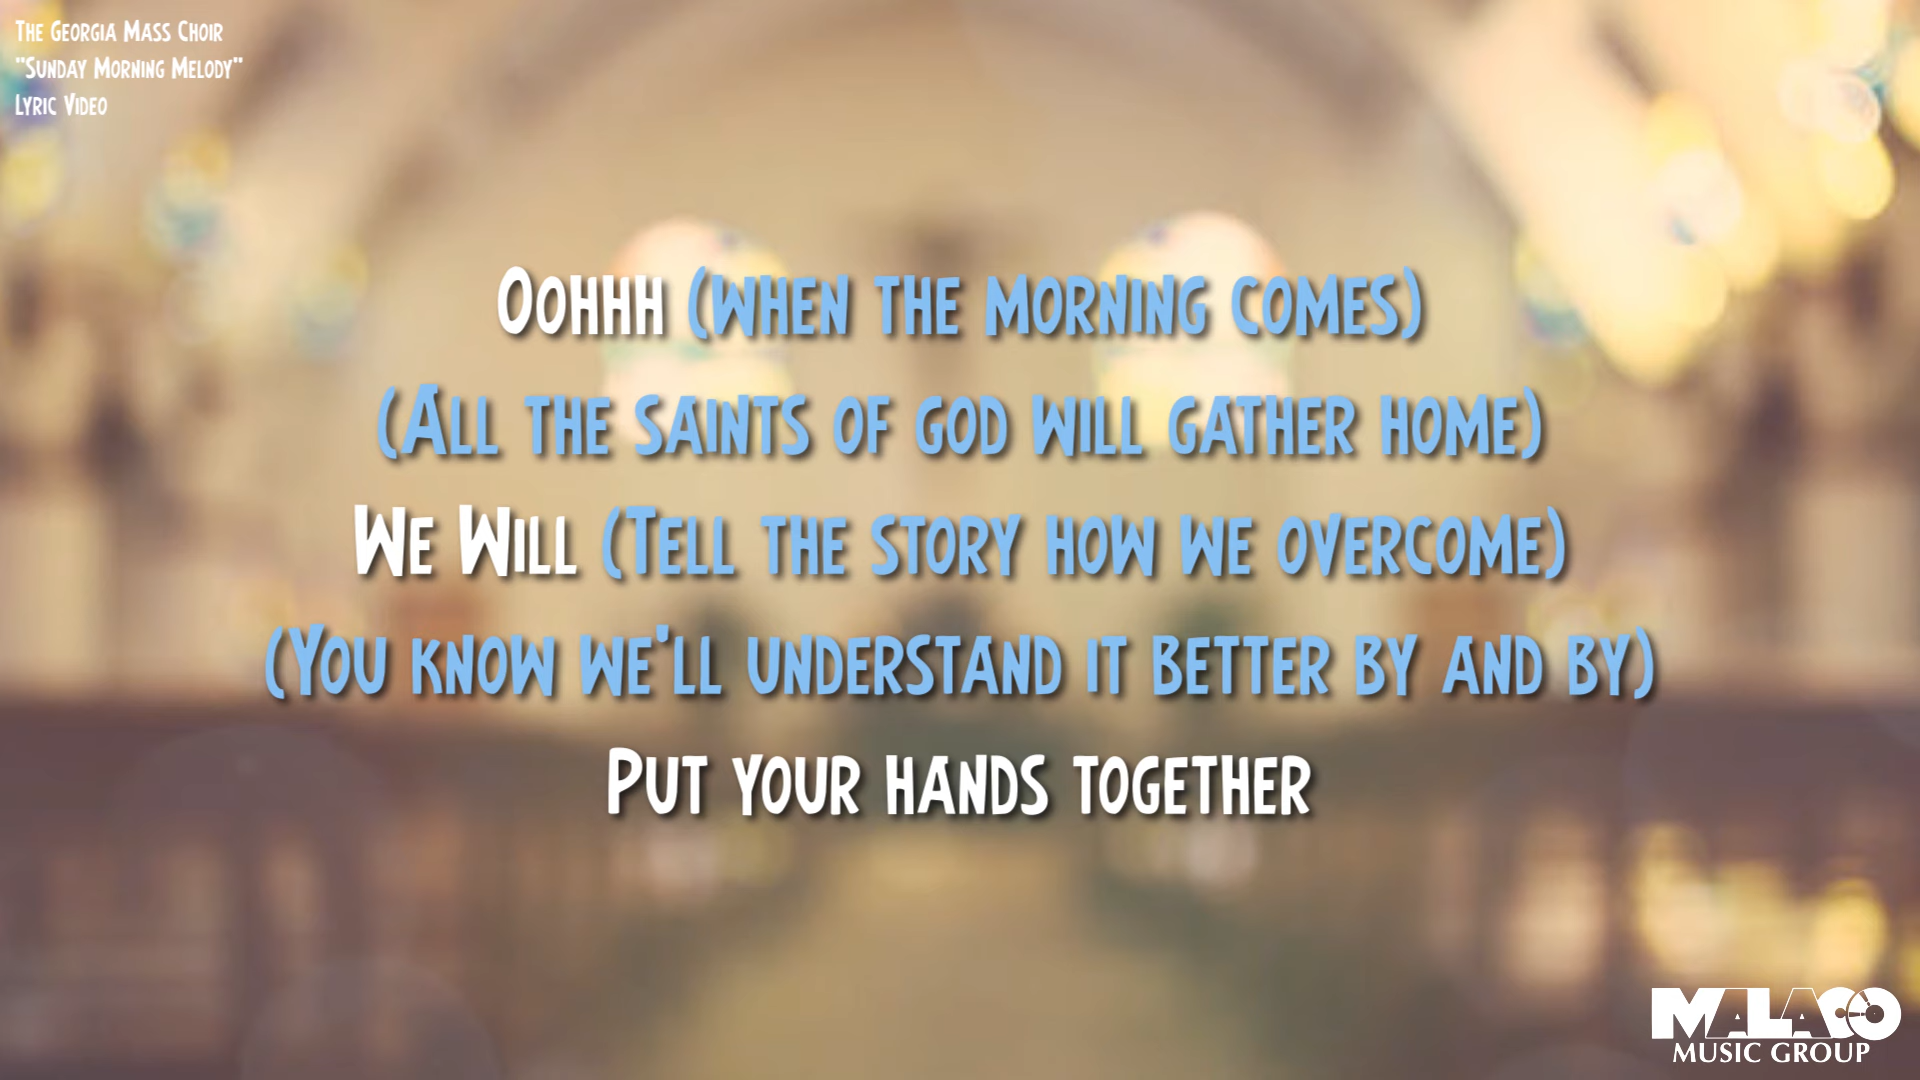 The Georgia Mass Choir
"Sunday Morning Melody"
Lyric Video
Oohhh (when the morning comes)
(All the saints of god will gather home)
We Will (Tell the story how we overcome)
(You know we'll understand it better by and by)
Put your hands together
MALACO
MUSIC GROUP